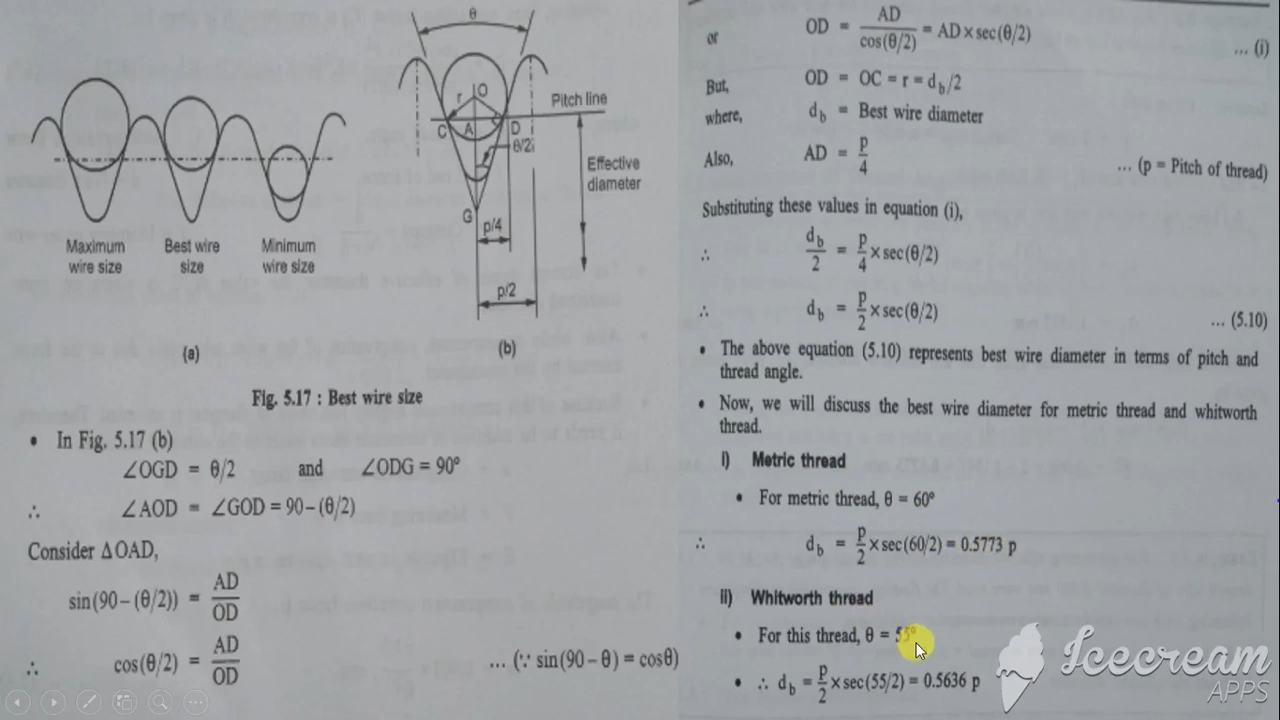 θ
O
r
Pitch line
C
A
D
θ/2
Effective
diameter
G
p/4
p/2
Maximum
wire size
Best wire
size
Minimum
wire size
(a)
(b)
Fig. 5.17 : Best wire size
• In Fig. 5.17 (b)
∠OGD = θ/2 and ∠ODG = 90°
∴ ∠AOD = ∠GOD = 90 – (θ/2)
Consider Δ OAD,
sin(90 – (θ/2)) = AD/OD
∴ cos(θ/2) = AD/OD ... (∵ sin(90 – θ) = cosθ)
or OD = AD/cos(θ/2) = AD × sec(θ/2) ... (i)
But, OD = OC = r = d_b/2
where, d_b = Best wire diameter
Also, AD = p/4 ... (p = Pitch of thread)
Substituting these values in equation (i),
∴ d_b/2 = p/4 × sec(θ/2)
∴ d_b = p/2 × sec(θ/2) ... (5.10)
• The above equation (5.10) represents best wire diameter in terms of pitch and
thread angle.
• Now, we will discuss the best wire diameter for metric thread and whitworth
thread.
i) Metric thread
• For metric thread, θ = 60°
∴ d_b = p/2 × sec(60/2) = 0.5773 p
ii) Whitworth thread
• For this thread, θ = 55°
• ∴ d_b = p/2 × sec(55/2) = 0.5636 p
Icecream
APPS